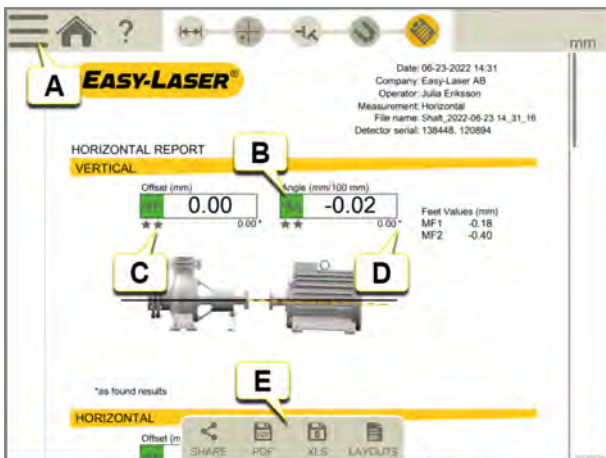 ?
mm
A
EASY-LASER®
Date: 06-23-2022 14:31
Company: Easy-Laser AB
Operator: Julia Eriksson
Measurement: Horizontal
File name: Shaft_2022-06-23 14_31_16
Detector serial: 138448, 120894
HORIZONTAL REPORT
B
VERTICAL
Offset (mm)
Angle (mm/100 mm)
0.00
-0.02
0.00 *
0.00 *
Feet Values (mm)
MF1 -0.18
MF2 -0.40
C
D
*as found results
E
HORIZONTAL
Offset (m
SHARE
PDF
XLS
LAYOUTS